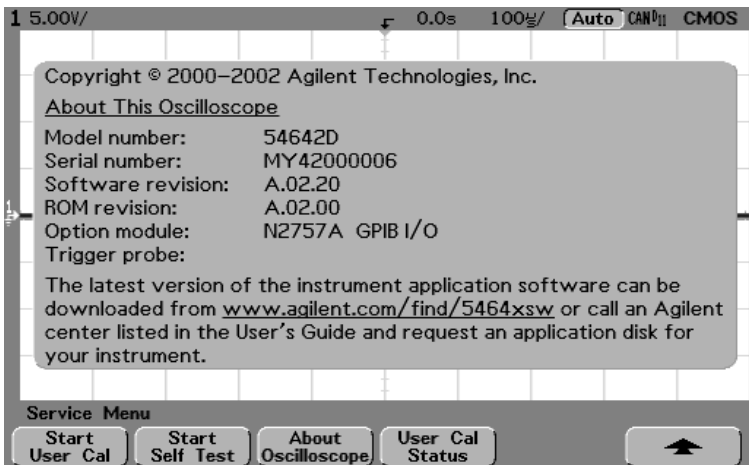 1 5.00V/ 0.0s 100㎱/ Auto CAN D11 CMOS
Copyright © 2000–2002 Agilent Technologies, Inc.
About This Oscilloscope
Model number: 54642D
Serial number: MY42000006
Software revision: A.02.20
ROM revision: A.02.00
Option module: N2757A GPIB I/O
Trigger probe:
1
The latest version of the instrument application software can be
downloaded from www.agilent.com/find/5464xsw or call an Agilent
center listed in the User's Guide and request an application disk for
your instrument.
Service Menu
Start User Cal
Start Self Test
About Oscilloscope
User Cal Status